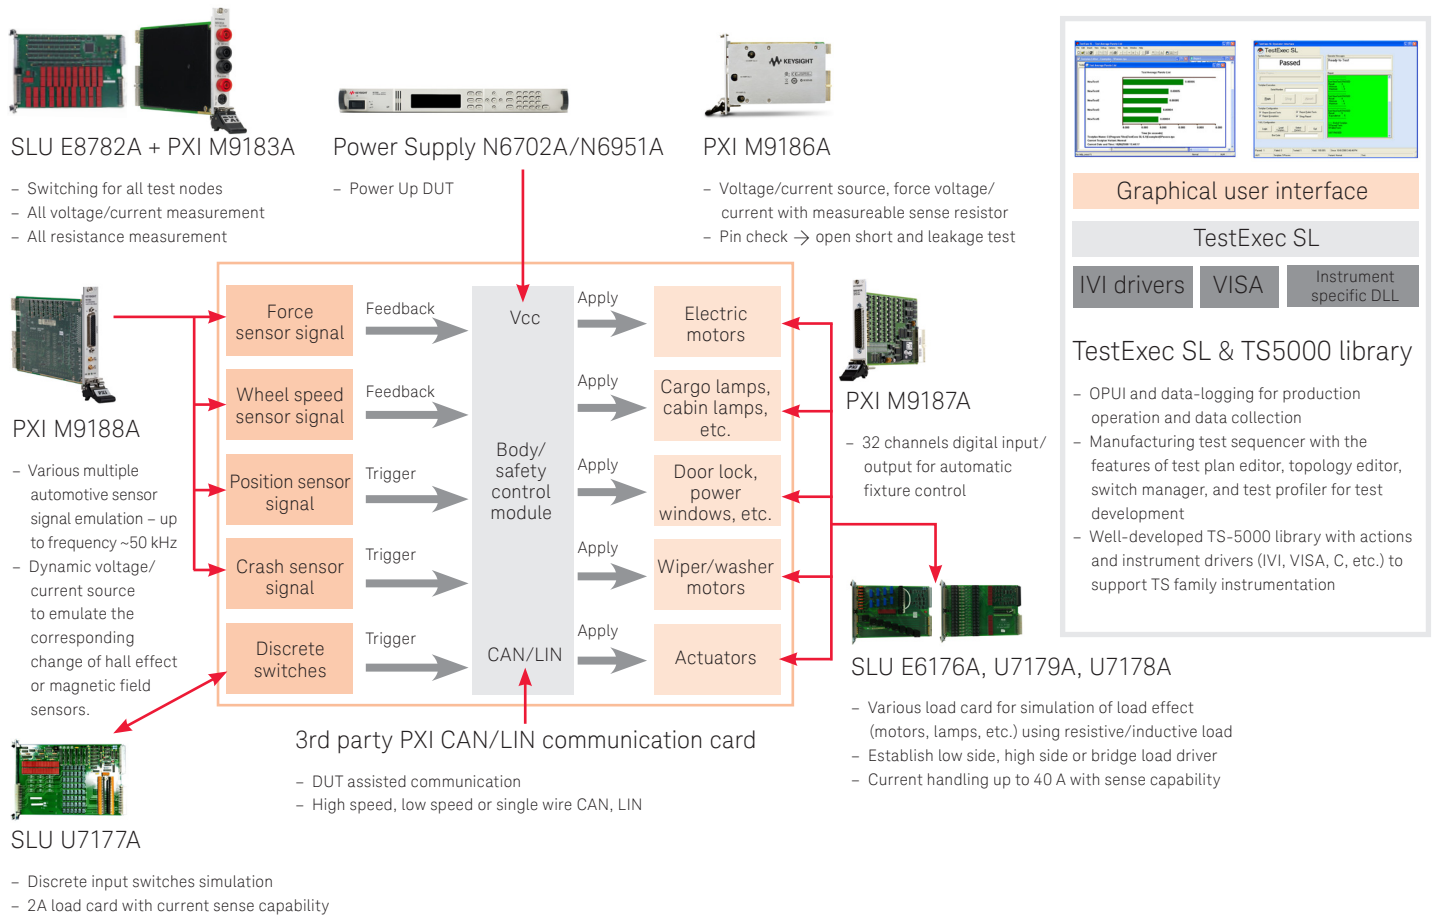 SLU E8782A + PXI M9183A
– Switching for all test nodes
– All voltage/current measurement
– All resistance measurement
Power Supply N6702A/N6951A
– Power Up DUT
KEYSIGHT
PXI M9186A
– Voltage/current source, force voltage/
current with measureable sense resistor
– Pin check → open short and leakage test
PXI M9188A
– Various multiple
automotive sensor
signal emulation – up
to frequency ~50 kHz
– Dynamic voltage/
current source
to emulate the
corresponding
change of hall effect
or magnetic field
sensors.
Force
sensor signal
Feedback
Wheel speed
sensor signal
Feedback
Position sensor
signal
Trigger
Crash sensor
signal
Trigger
Discrete
switches
Trigger
Vcc
Body/
safety
control
module
CAN/LIN
Apply
Electric
motors
Apply
Cargo lamps,
cabin lamps,
etc.
Apply
Door lock,
power
windows, etc.
Apply
Wiper/washer
motors
Apply
Actuators
PXI M9187A
– 32 channels digital input/
output for automatic
fixture control
SLU E6176A, U7179A, U7178A
– Various load card for simulation of load effect
(motors, lamps, etc.) using resistive/inductive load
– Establish low side, high side or bridge load driver
– Current handling up to 40 A with sense capability
3rd party PXI CAN/LIN communication card
– DUT assisted communication
– High speed, low speed or single wire CAN, LIN
SLU U7177A
– Discrete input switches simulation
– 2A load card with current sense capability
TestExec SL
Passed
Graphical user interface
TestExec SL
IVI drivers
VISA
Instrument
specific DLL
TestExec SL & TS5000 library
– OPUI and data-logging for production
operation and data collection
– Manufacturing test sequencer with the
features of test plan editor, topology editor,
switch manager, and test profiler for test
development
– Well-developed TS-5000 library with actions
and instrument drivers (IVI, VISA, C, etc.) to
support TS family instrumentation